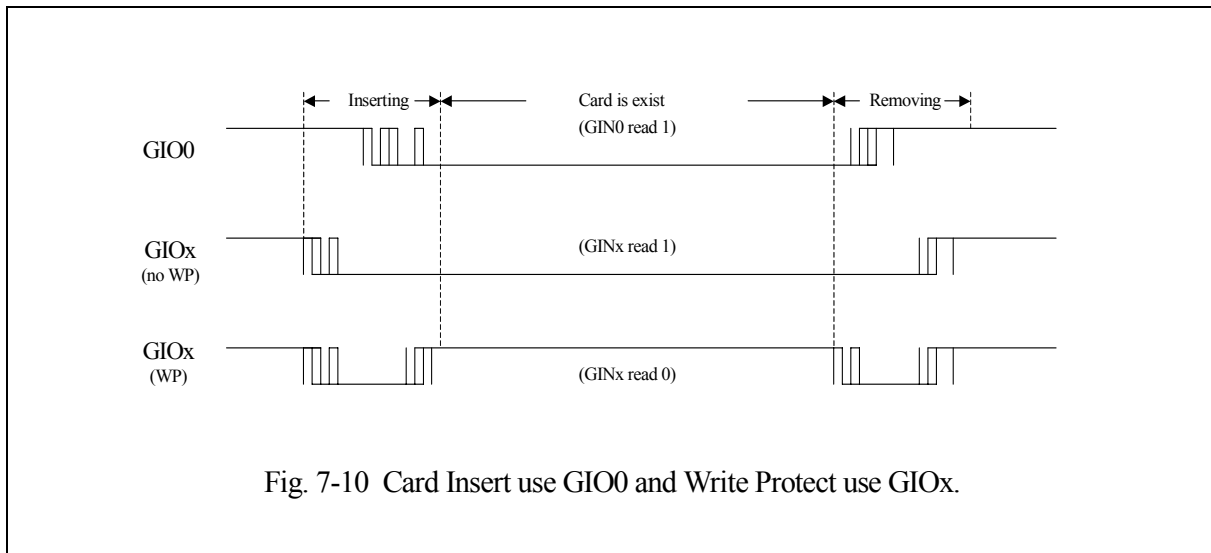 Inserting
Card is exist
Removing
(GIN0 read 1)
GIO0
GIOx
(no WP)
(GINx read 1)
GIOx
(WP)
(GINx read 0)
Fig. 7-10 Card Insert use GIO0 and Write Protect use GIOx.